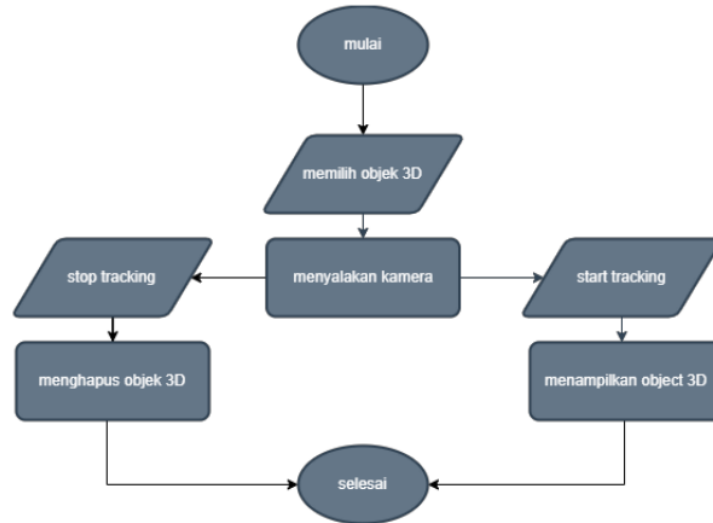 mulai
memilih objek 3D
stop tracking
menyalakan kamera
start tracking
menghapus objek 3D
menampilkan object 3D
selesai